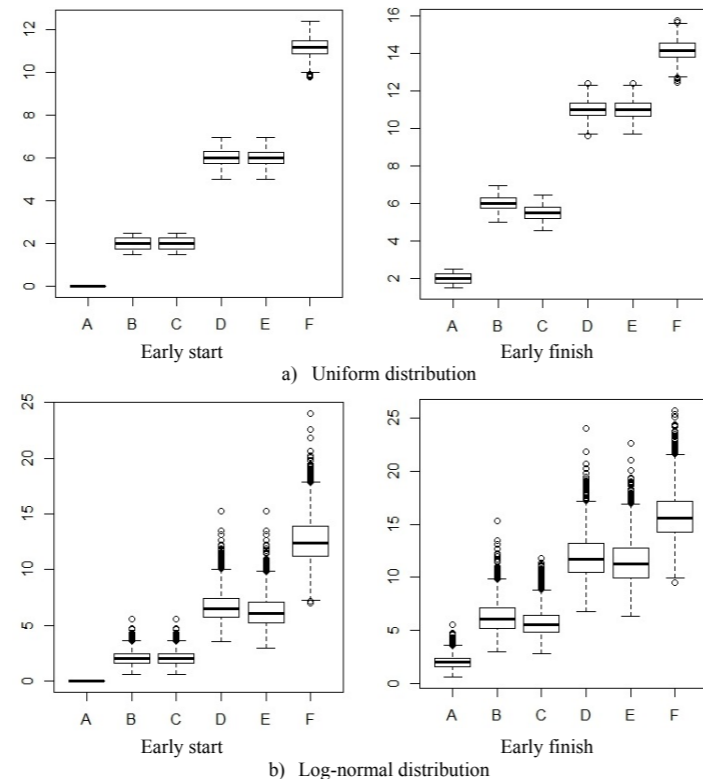 12
10
8
6
4
2
0
A B C D E F
Early start
16
14
12
10
8
6
4
2
A B C D E F
Early finish
a) Uniform distribution
25
20
15
10
5
0
A B C D E F
Early start
25
20
15
10
5
0
A B C D E F
Early finish
b) Log-normal distribution